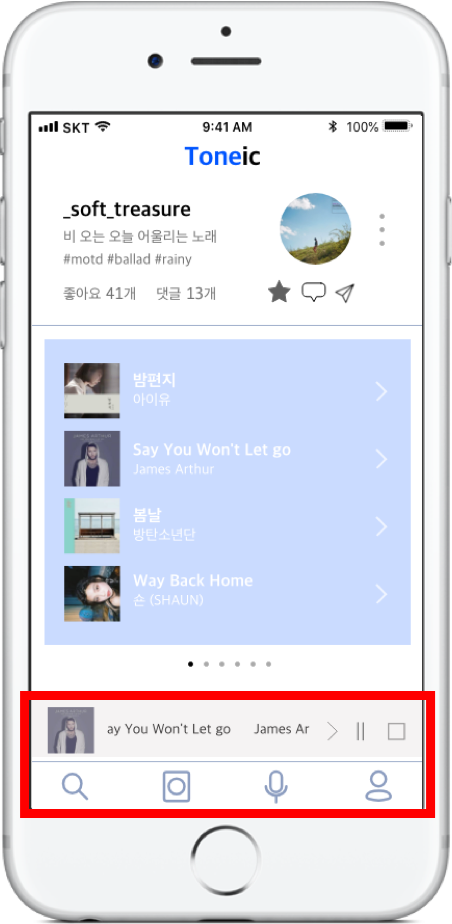 SKT 9:41 AM 100%
Toneic
_soft_treasure
비 오는 오늘 어울리는 노래
#motd #ballad #rainy
좋아요 41개 댓글 13개
밤편지
아이유
Say You Won't Let go
James Arthur
봄날
방탄소년단
Way Back Home
숀 (SHAUN)
ay You Won't Let go James Ar